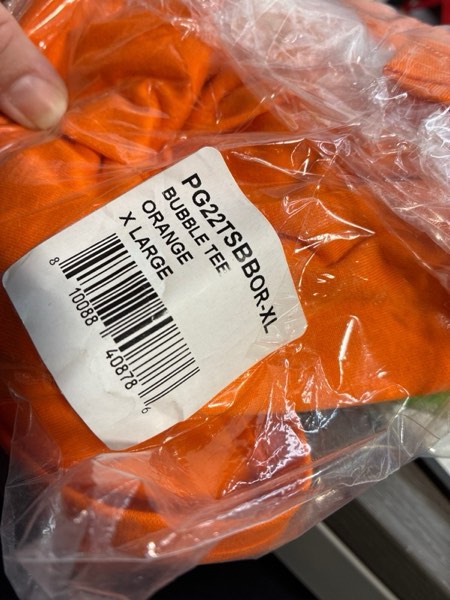 PG22TSBBOR-XL
BUBBLE TEE
ORANGE
X LARGE
8 10088 40878 6